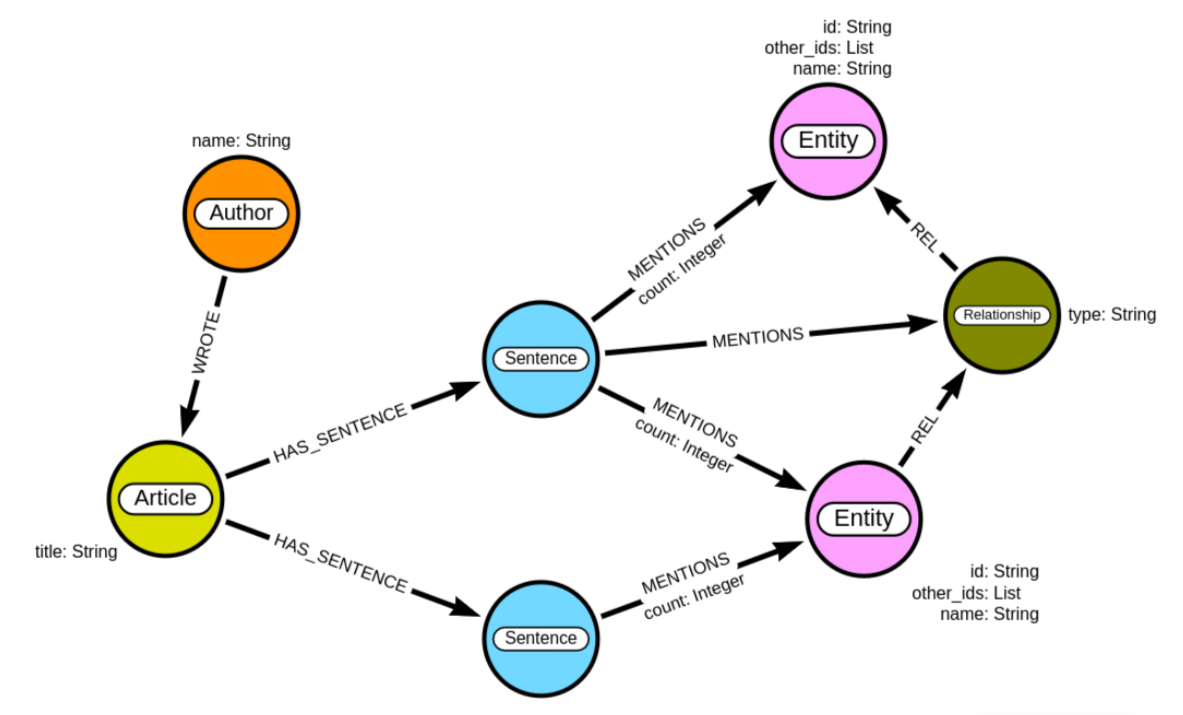 id: String
other_ids: List
name: String
Entity
name: String
Author
MENTIONS
count: Integer
REL
WROTE
MENTIONS
Relationship
type: String
Sentence
HAS_SENTENCE
MENTIONS
count: Integer
REL
Article
title: String
Entity
HAS_SENTENCE
MENTIONS
count: Integer
id: String
other_ids: List
name: String
Sentence